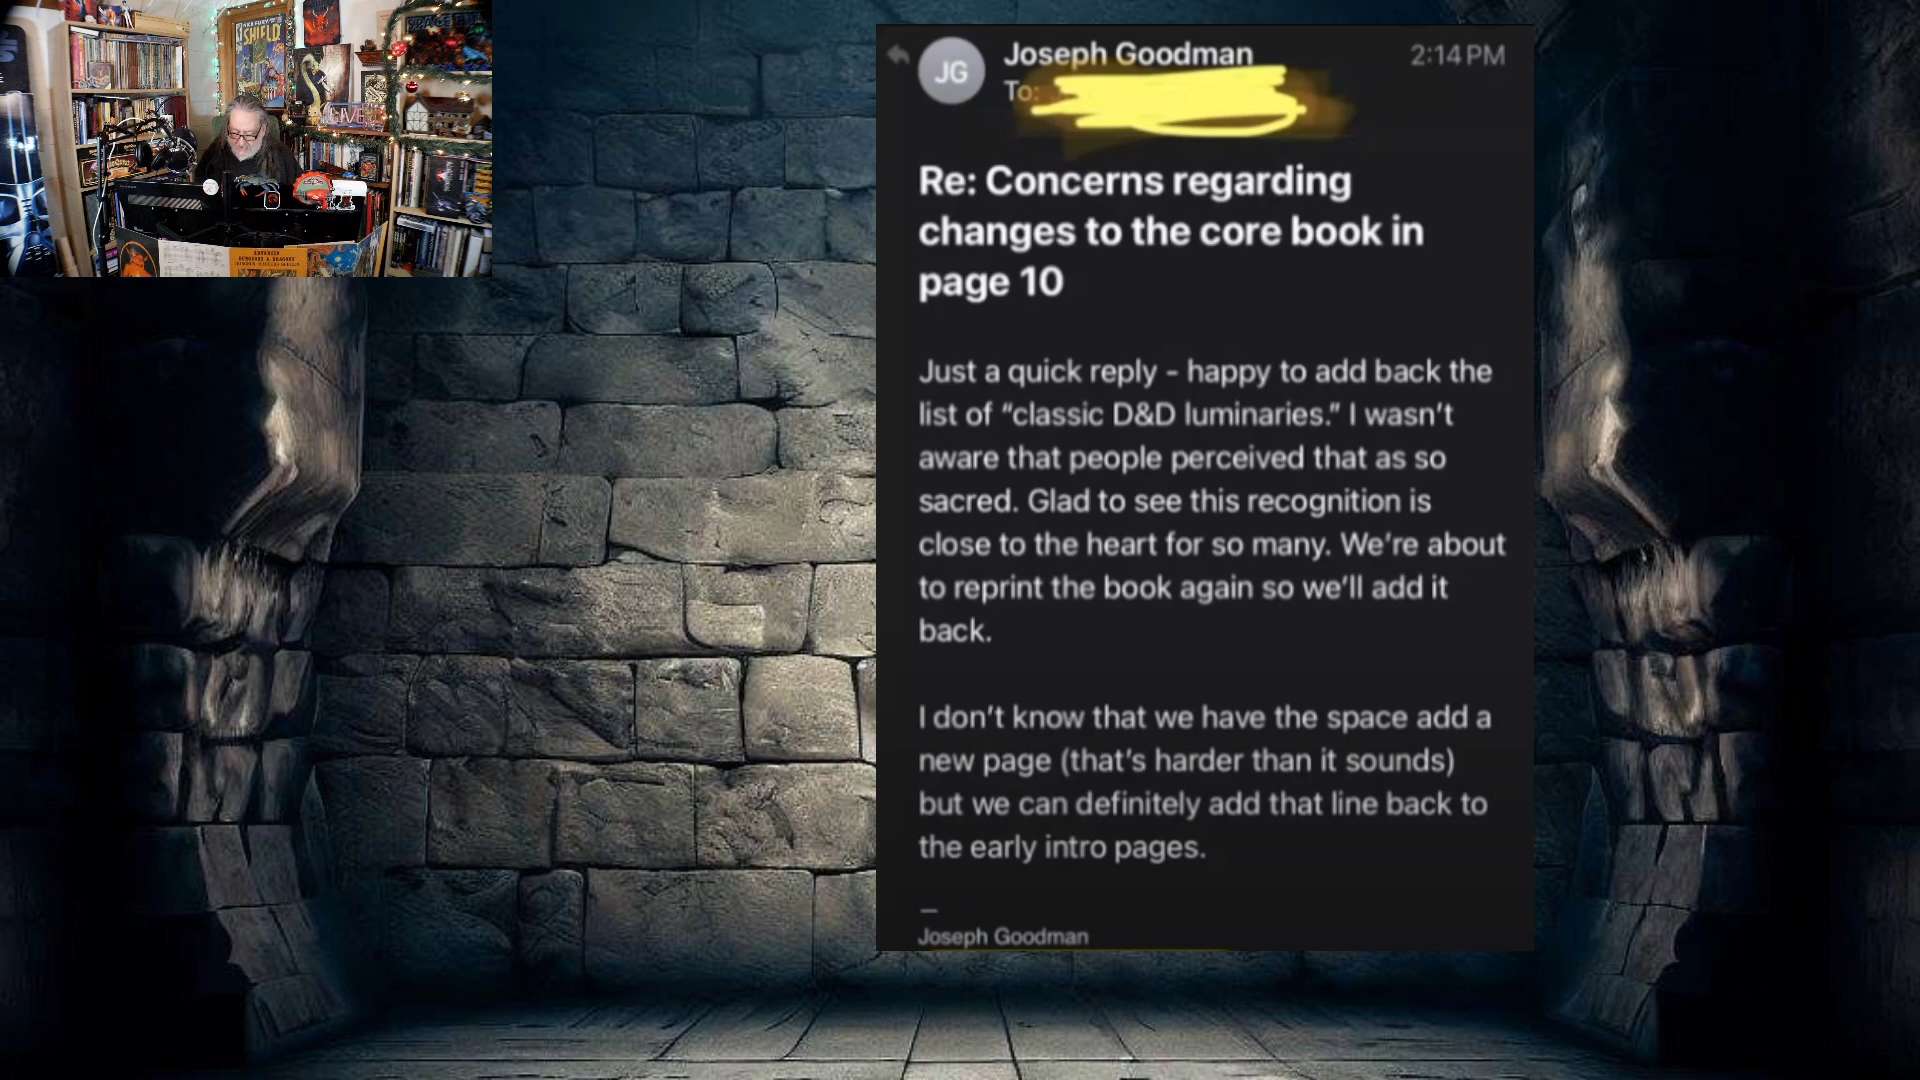 SHIELD
LIVE
ADVANCED
DUNGEONS & DRAGONS
JG
Joseph Goodman
2:14 PM
To:
Re: Concerns regarding
changes to the core book in
page 10
Just a quick reply - happy to add back the
list of “classic D&D luminaries.” I wasn’t
aware that people perceived that as so
sacred. Glad to see this recognition is
close to the heart for so many. We’re about
to reprint the book again so we’ll add it
back.
I don’t know that we have the space add a
new page (that’s harder than it sounds)
but we can definitely add that line back to
the early intro pages.
—
Joseph Goodman